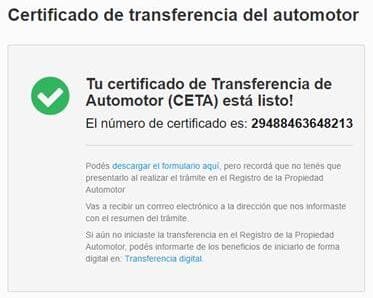 Certificado de transferencia del automotor
Tu certificado de Transferencia de
Automotor (CETA) está listo!
El número de certificado es: 29488463648213
Podés descargar el formulario aquí, pero recordá que no tenés que
presentarlo al realizar el trámite en el Registro de la Propiedad
Automotor
Vas a recibir un correo electrónico a la dirección que nos informaste
con el resumen del trámite.
Si aún no iniciaste la transferencia en el Registro de la Propiedad
Automotor, podés informarte de los beneficios de iniciarlo de forma
digital en: Transferencia digital.